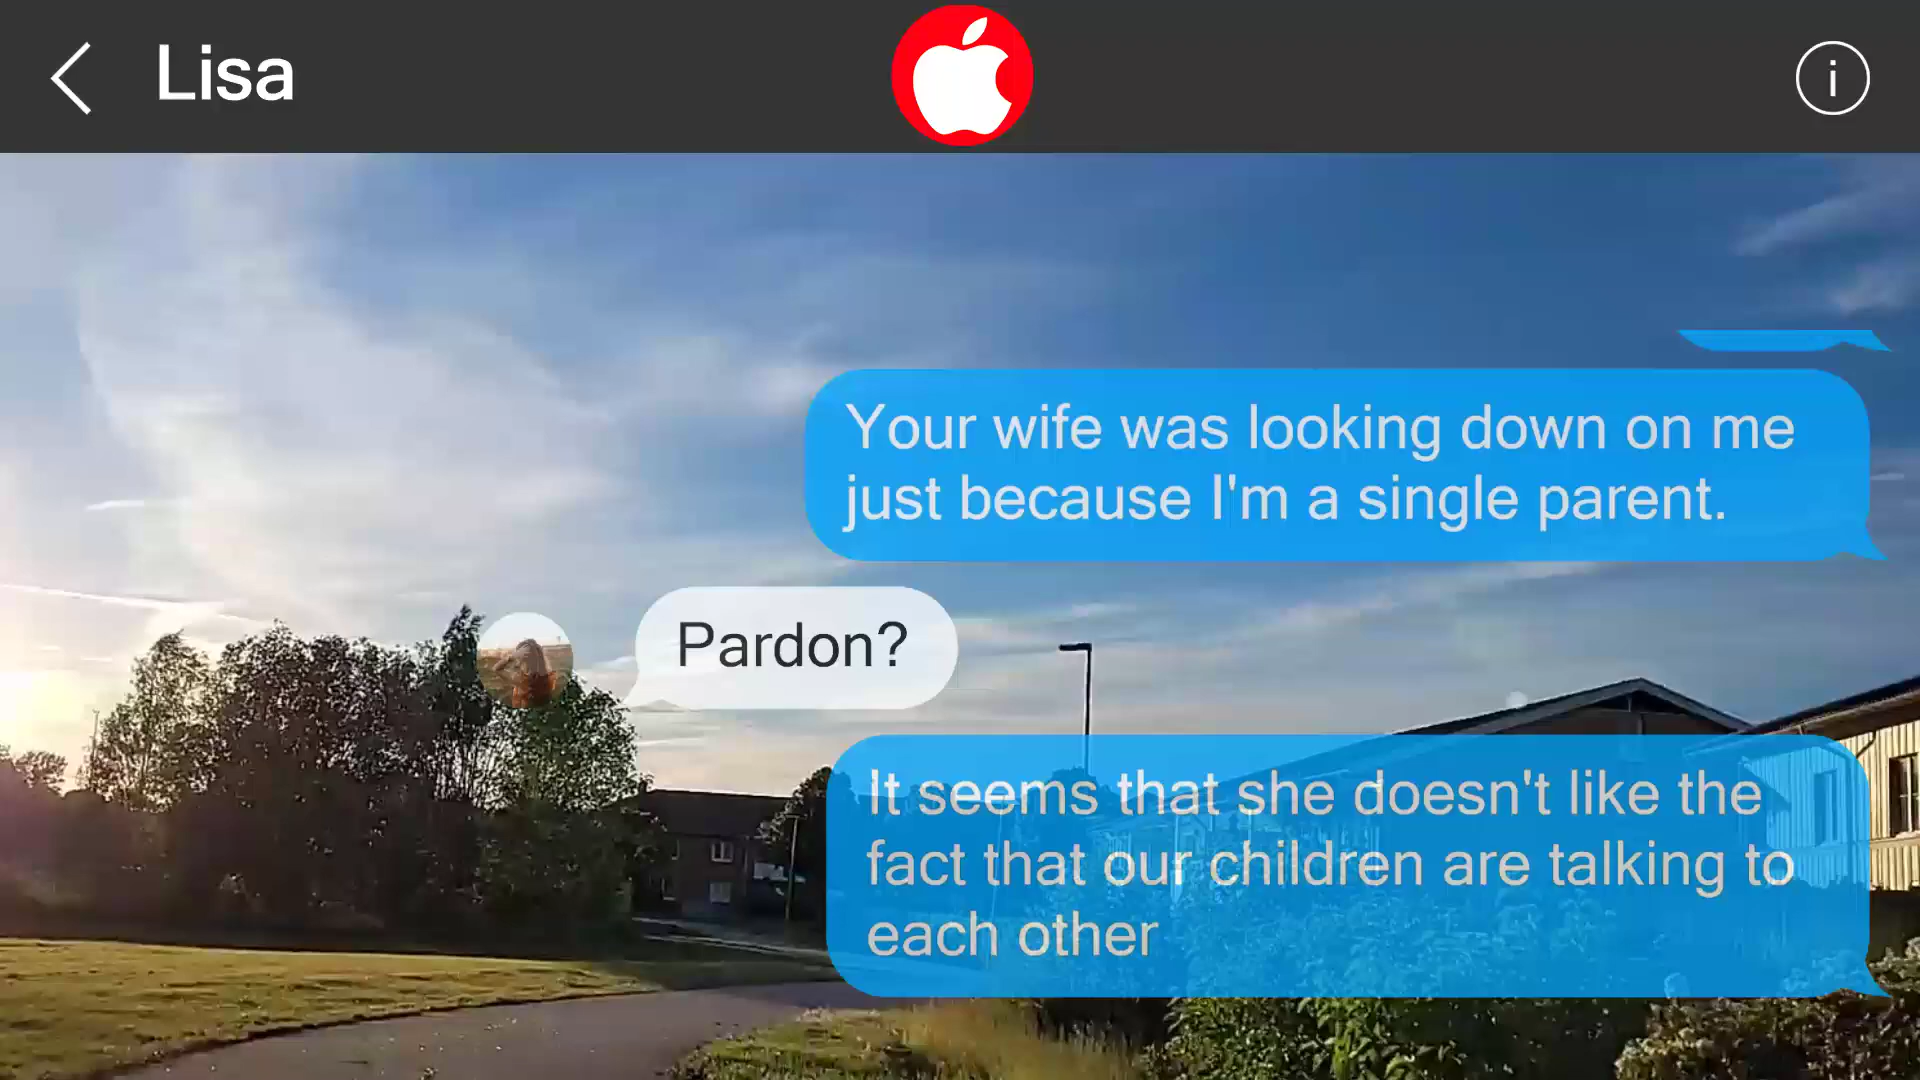 Lisa
i
Your wife was looking down on me
just because I'm a single parent.
Pardon?
It seems that she doesn't like the
fact that our children are talking to
each other